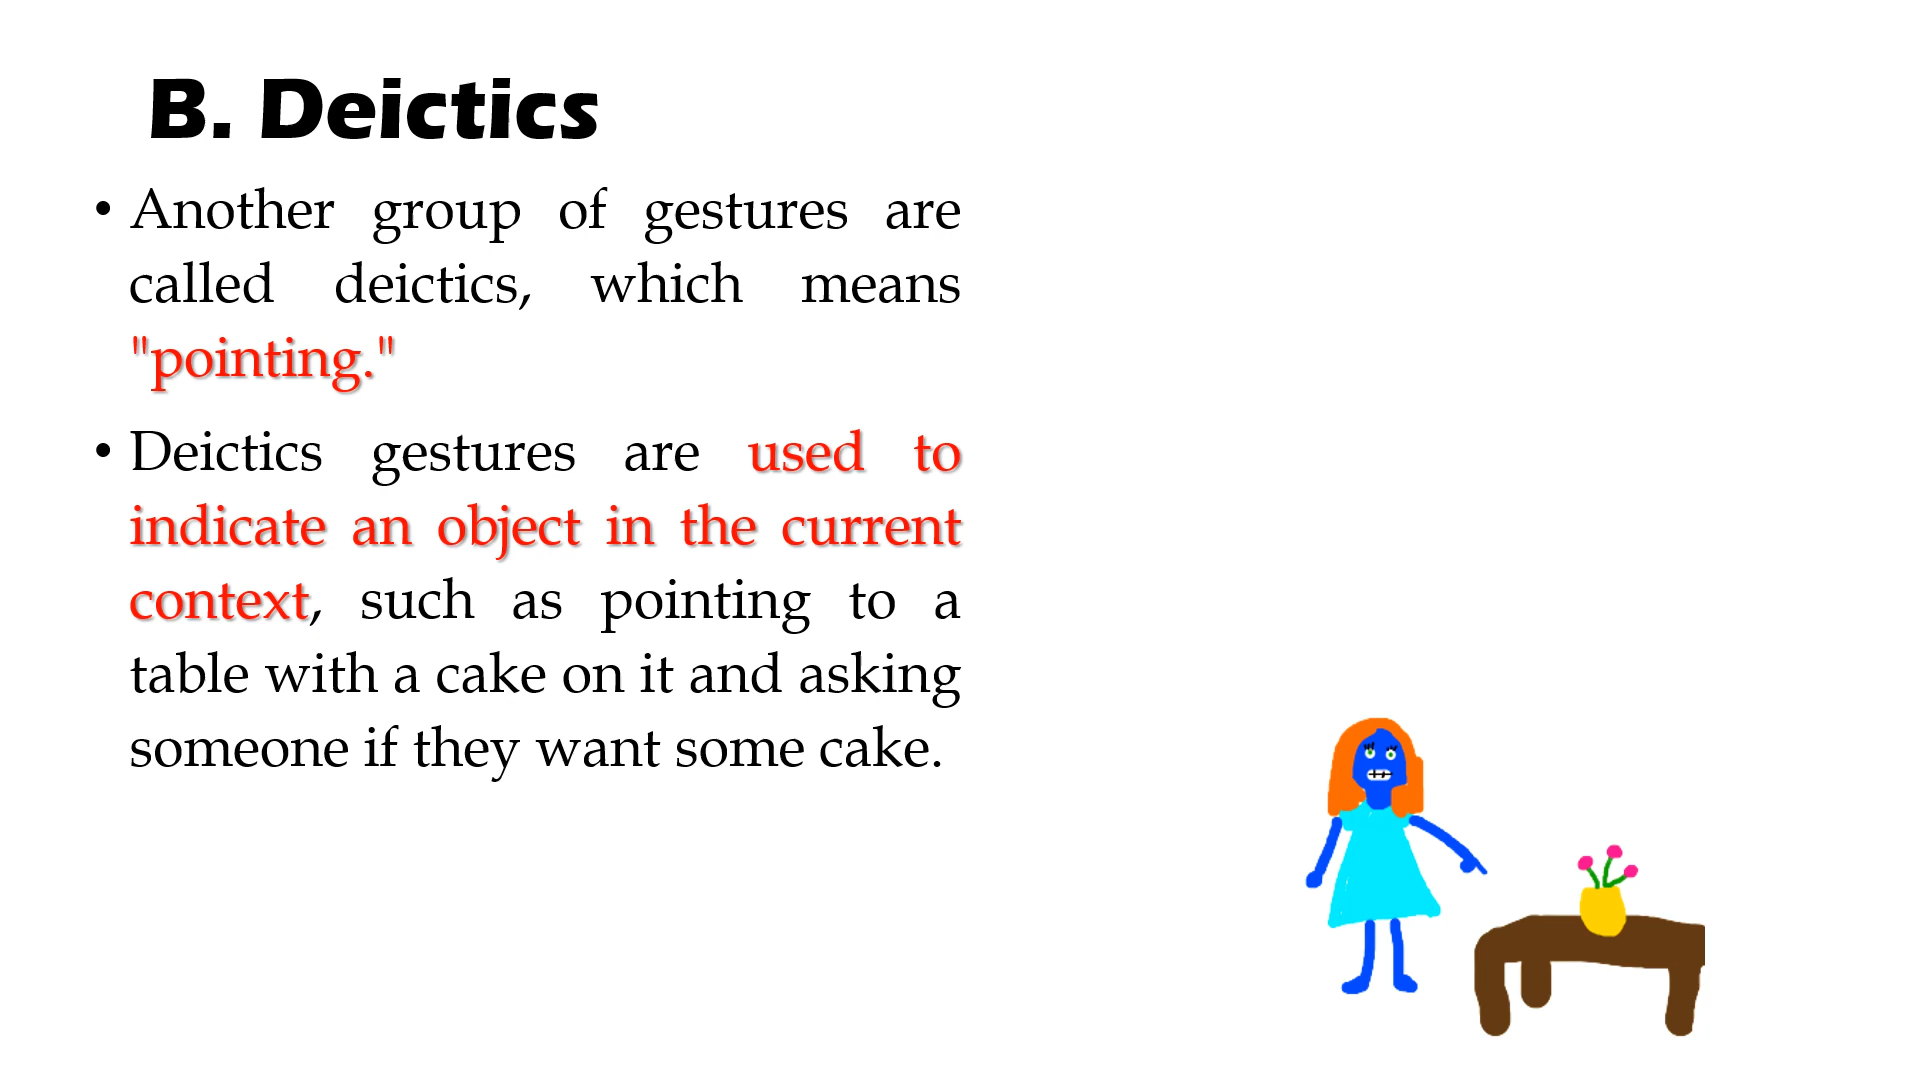 B. Deictics
• Another group of gestures are
called deictics, which means
"pointing."
• Deictics gestures are used to
indicate an object in the current
context, such as pointing to a
table with a cake on it and asking
someone if they want some cake.